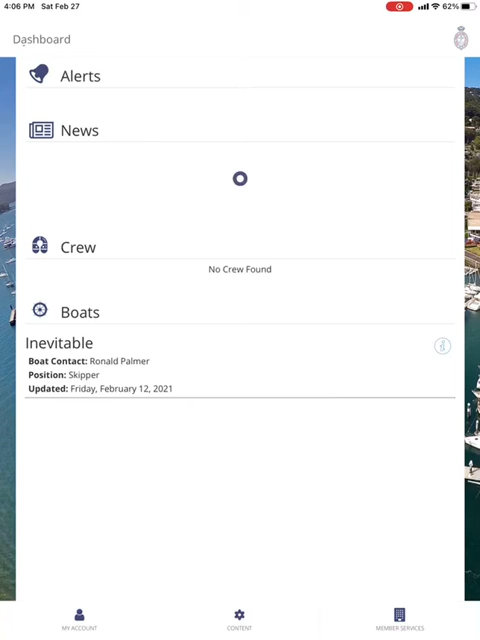 4:06 PM Sat Feb 27
62%
Dashboard
Alerts
News
Crew
No Crew Found
Boats
Inevitable
Boat Contact: Ronald Palmer
Position: Skipper
Updated: Friday, February 12, 2021
MY ACCOUNT
CONTENT
MEMBER SERVICES